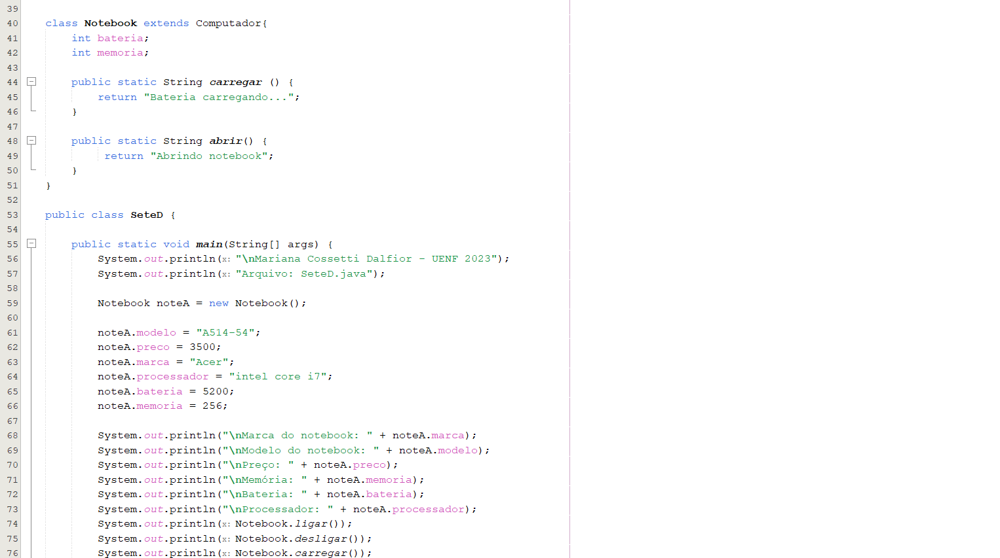 39
40 class Notebook extends Computador{
41 int bateria;
42 int memoria;
43
44 public static String carregar () {
45 return "Bateria carregando...";
46 }
47
48 public static String abrir() {
49 return "Abrindo notebook";
50 }
51 }
52
53 public class SeteD {
54
55 public static void main(String[] args) {
56 System.out.println(x: "\nMariana Cossetti Dalfior - UENF 2023");
57 System.out.println(x: "Arquivo: SeteD.java");
58
59 Notebook noteA = new Notebook();
60
61 noteA.modelo = "A514-54";
62 noteA.preco = 3500;
63 noteA.marca = "Acer";
64 noteA.processador = "intel core i7";
65 noteA.bateria = 5200;
66 noteA.memoria = 256;
67
68 System.out.println("\nMarca do notebook: " + noteA.marca);
69 System.out.println("\nModelo do notebook: " + noteA.modelo);
70 System.out.println("\nPreço: " + noteA.preco);
71 System.out.println("\nMemória: " + noteA.memoria);
72 System.out.println("\nBateria: " + noteA.bateria);
73 System.out.println("\nProcessador: " + noteA.processador);
74 System.out.println(x: Notebook.ligar());
75 System.out.println(x: Notebook.desligar());
76 System.out.println(x: Notebook.carregar());